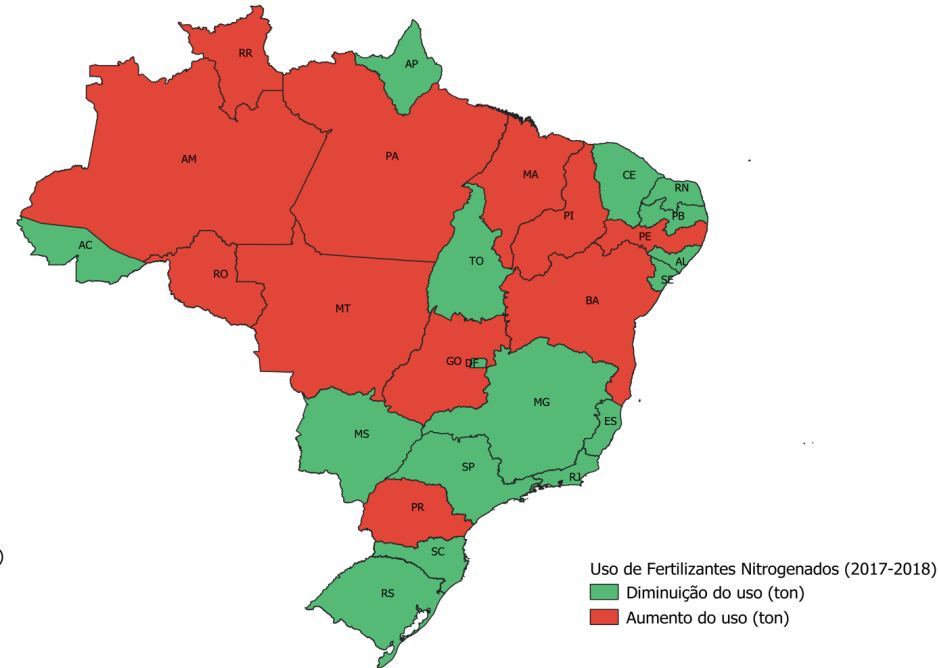 RR
AP
AM
PA
MA
CE
RN
PI
PB
PE
AC
TO
AL
RO
SE
BA
MT
GO DF
MG
MS
ES
SP
RJ
PR
SC
RS
)
Uso de Fertilizantes Nitrogenados (2017-2018)
Diminuição do uso (ton)
Aumento do uso (ton)